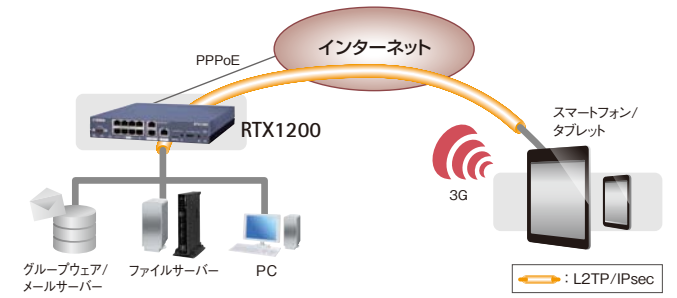 インターネット
PPPoE
RTX1200
スマートフォン/
タブレット
3G
グループウェア/
メールサーバー
ファイルサーバー
PC
：L2TP/IPsec